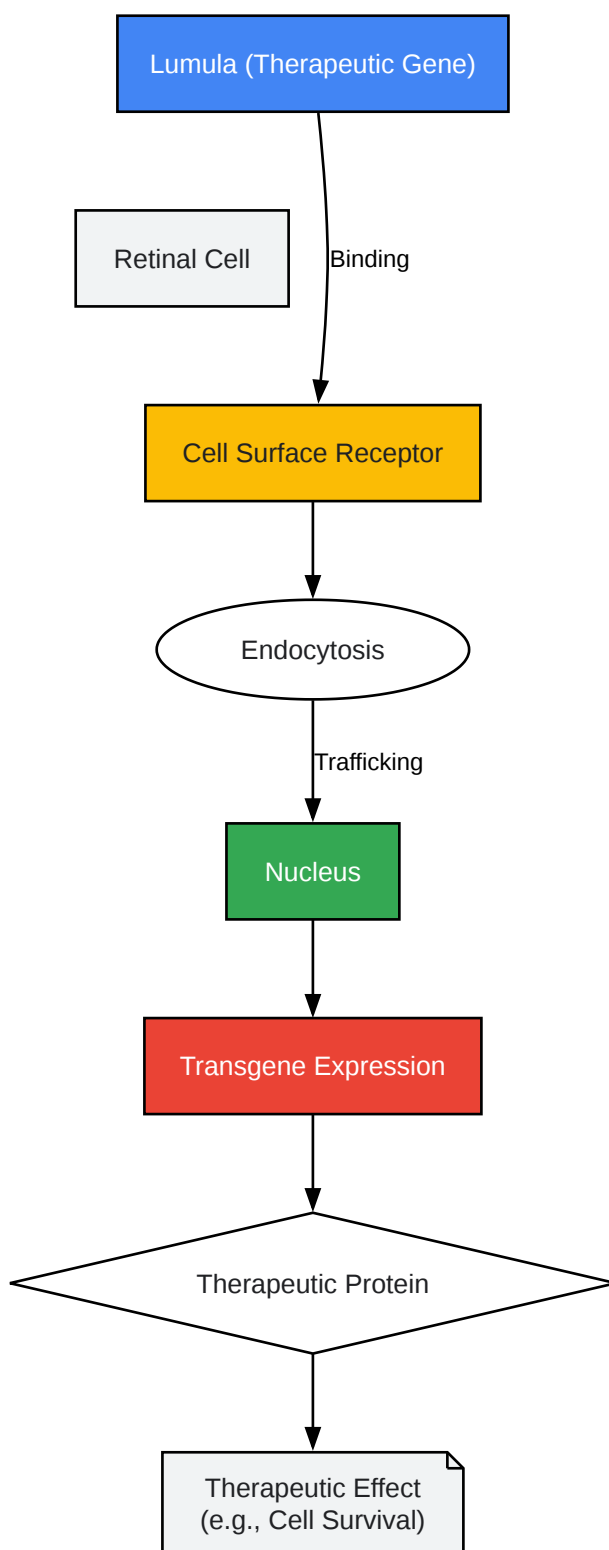 Lumula (Therapeutic Gene)
Retinal Cell
Binding
Cell Surface Receptor
Endocytosis
Trafficking
Nucleus
Transgene Expression
Therapeutic Protein
Therapeutic Effect
(e.g., Cell Survival)